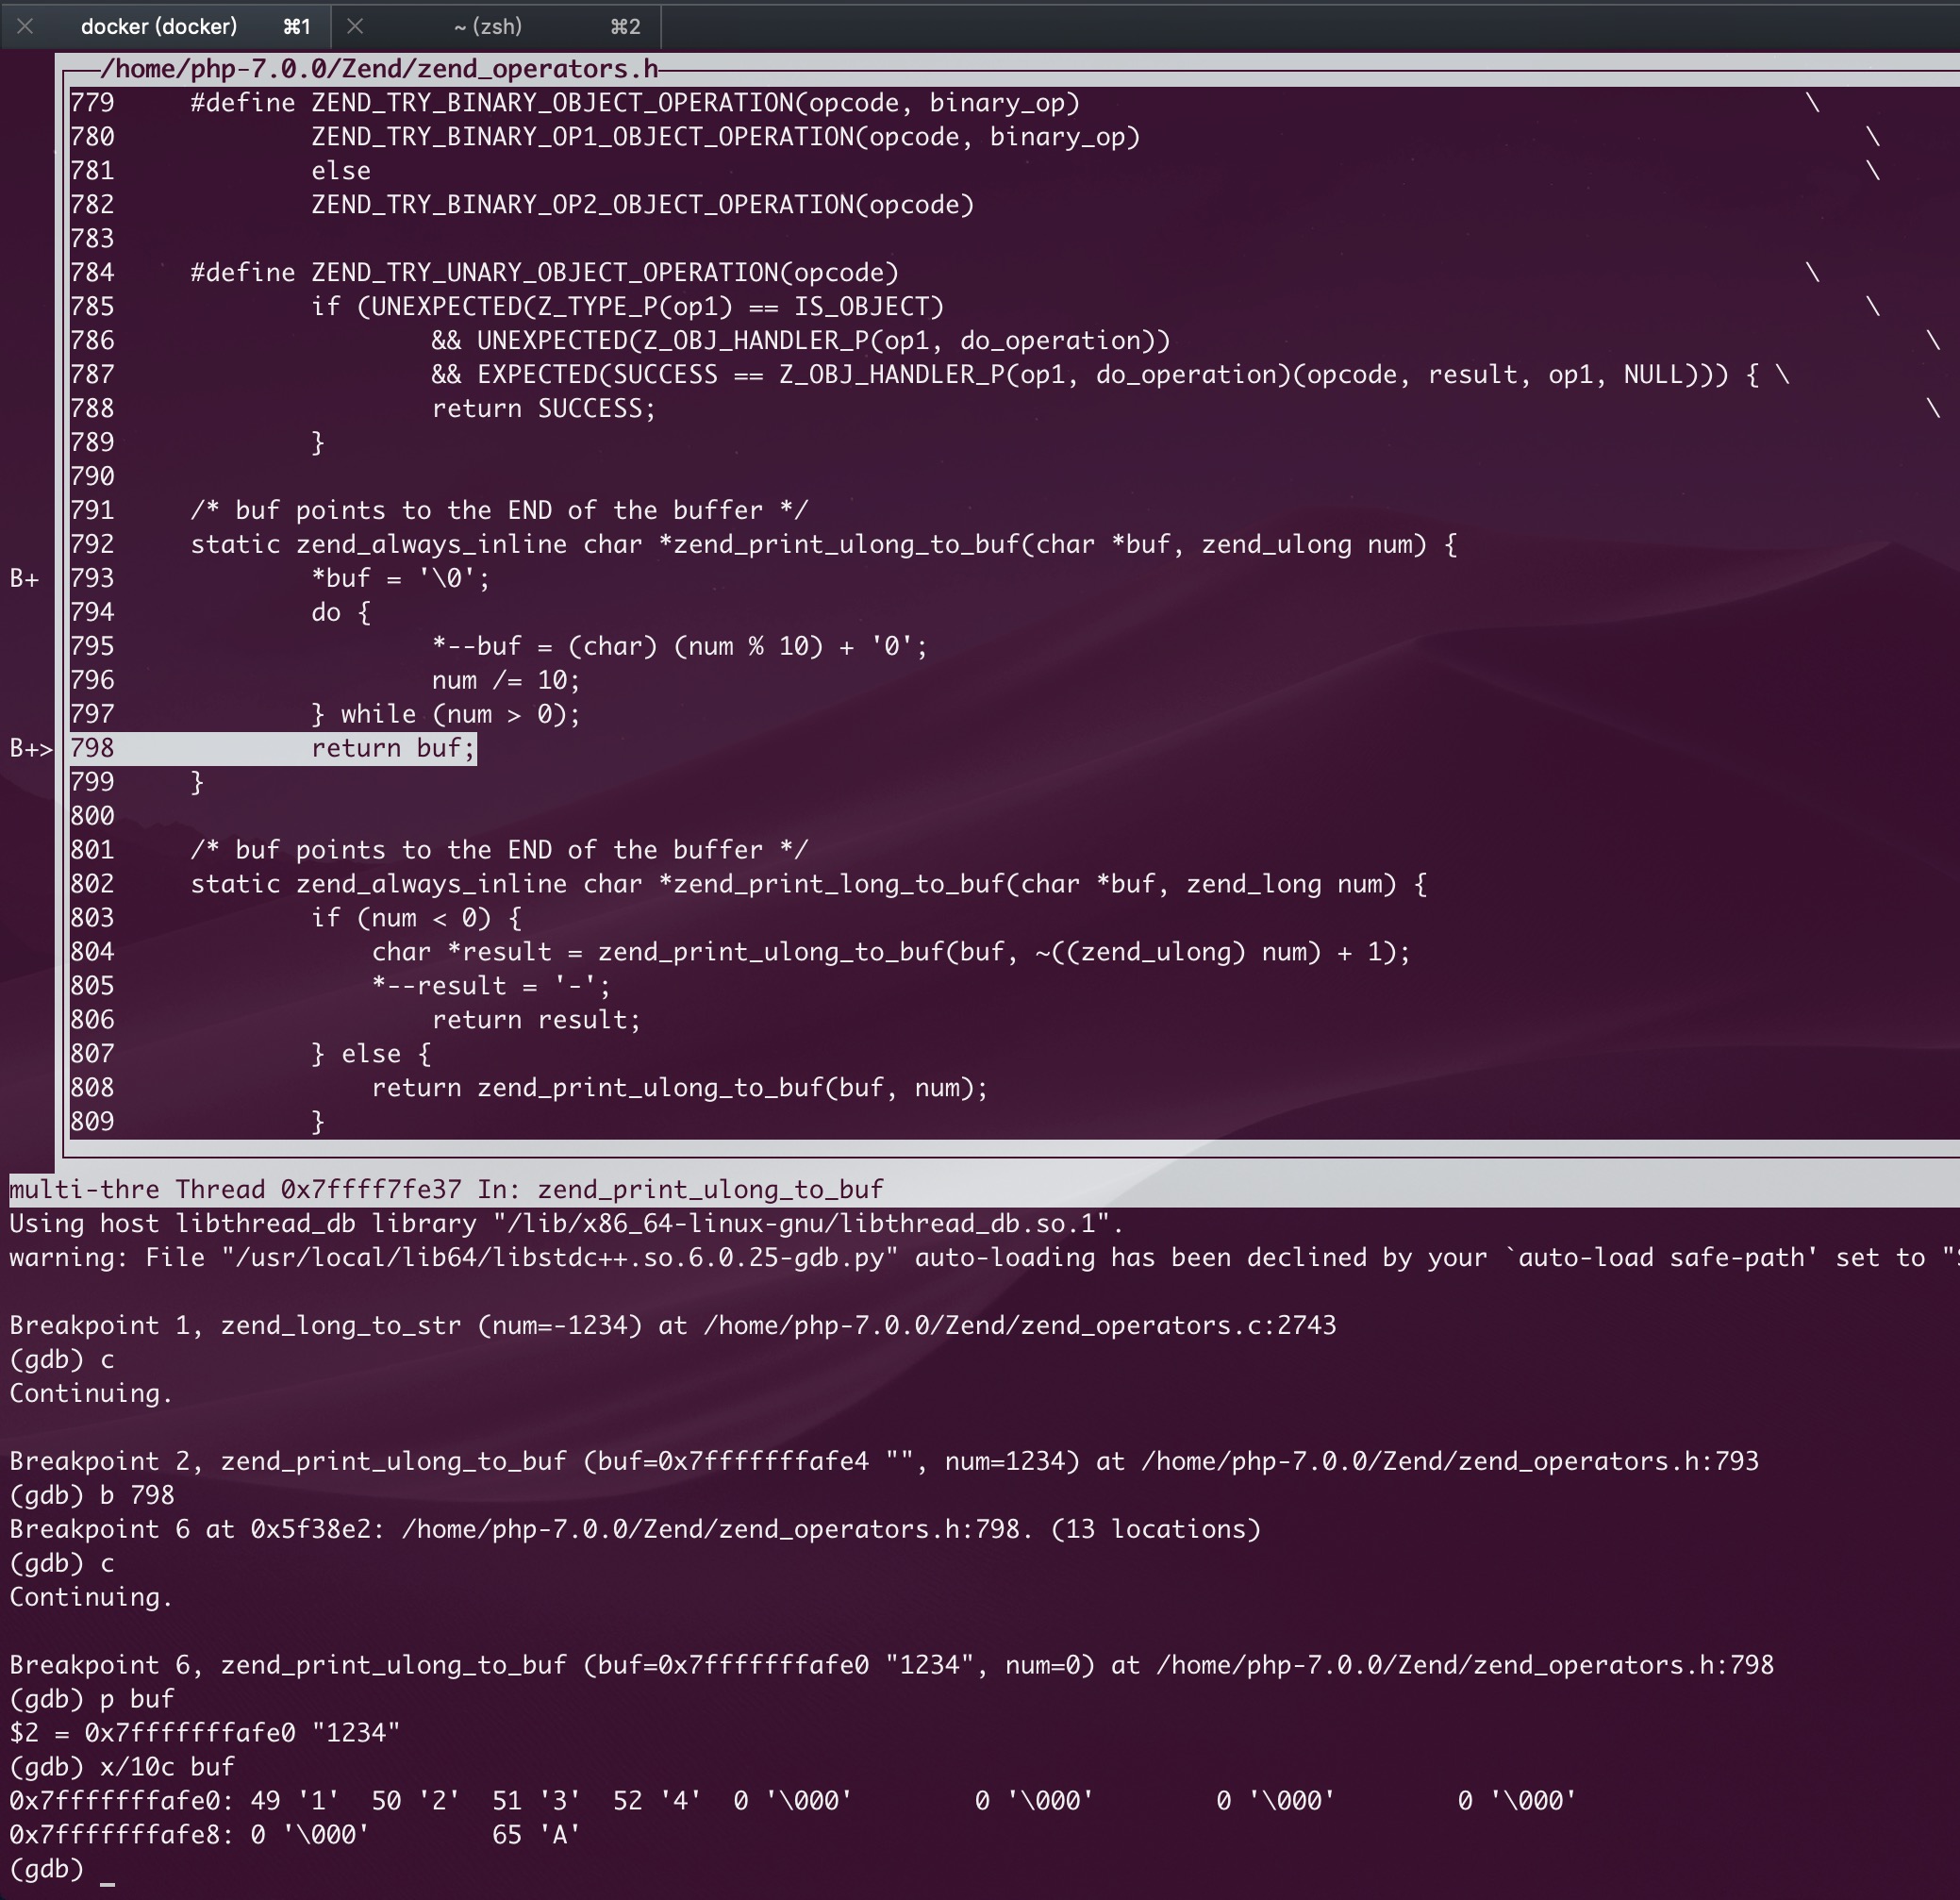 docker (docker) ⌘1 ~ (zsh) ⌘2
/home/php-7.0.0/Zend/zend_operators.h
779 #define ZEND_TRY_BINARY_OBJECT_OPERATION(opcode, binary_op) \
780 ZEND_TRY_BINARY_OP1_OBJECT_OPERATION(opcode, binary_op) \
781 else \
782 ZEND_TRY_BINARY_OP2_OBJECT_OPERATION(opcode)
783
784 #define ZEND_TRY_UNARY_OBJECT_OPERATION(opcode) \
785 if (UNEXPECTED(Z_TYPE_P(op1) == IS_OBJECT) \
786 && UNEXPECTED(Z_OBJ_HANDLER_P(op1, do_operation)) \
787 && EXPECTED(SUCCESS == Z_OBJ_HANDLER_P(op1, do_operation)(opcode, result, op1, NULL))) { \
788 return SUCCESS; \
789 }
790
791 /* buf points to the END of the buffer */
792 static zend_always_inline char *zend_print_ulong_to_buf(char *buf, zend_ulong num) {
B+ 793 *buf = '\0';
794 do {
795 *--buf = (char) (num % 10) + '0';
796 num /= 10;
797 } while (num > 0);
B+> 798 return buf;
799 }
800
801 /* buf points to the END of the buffer */
802 static zend_always_inline char *zend_print_long_to_buf(char *buf, zend_long num) {
803 if (num < 0) {
804 char *result = zend_print_ulong_to_buf(buf, ~((zend_ulong) num) + 1);
805 *--result = '-';
806 return result;
807 } else {
808 return zend_print_ulong_to_buf(buf, num);
809 }
multi-thre Thread 0x7ffff7fe37 In: zend_print_ulong_to_buf
Using host libthread_db library "/lib/x86_64-linux-gnu/libthread_db.so.1".
warning: File "/usr/local/lib64/libstdc++.so.6.0.25-gdb.py" auto-loading has been declined by your `auto-load safe-path' set to "

Breakpoint 1, zend_long_to_str (num=-1234) at /home/php-7.0.0/Zend/zend_operators.c:2743
(gdb) c
Continuing.

Breakpoint 2, zend_print_ulong_to_buf (buf=0x7fffffffafe4 "", num=1234) at /home/php-7.0.0/Zend/zend_operators.h:793
(gdb) b 798
Breakpoint 6 at 0x5f38e2: /home/php-7.0.0/Zend/zend_operators.h:798. (13 locations)
(gdb) c
Continuing.

Breakpoint 6, zend_print_ulong_to_buf (buf=0x7fffffffafe0 "1234", num=0) at /home/php-7.0.0/Zend/zend_operators.h:798
(gdb) p buf
$2 = 0x7fffffffafe0 "1234"
(gdb) x/10c buf
0x7fffffffafe0: 49 '1' 50 '2' 51 '3' 52 '4' 0 '\000' 0 '\000' 0 '\000' 0 '\000'
0x7fffffffafe8: 0 '\000' 65 'A'
(gdb) _